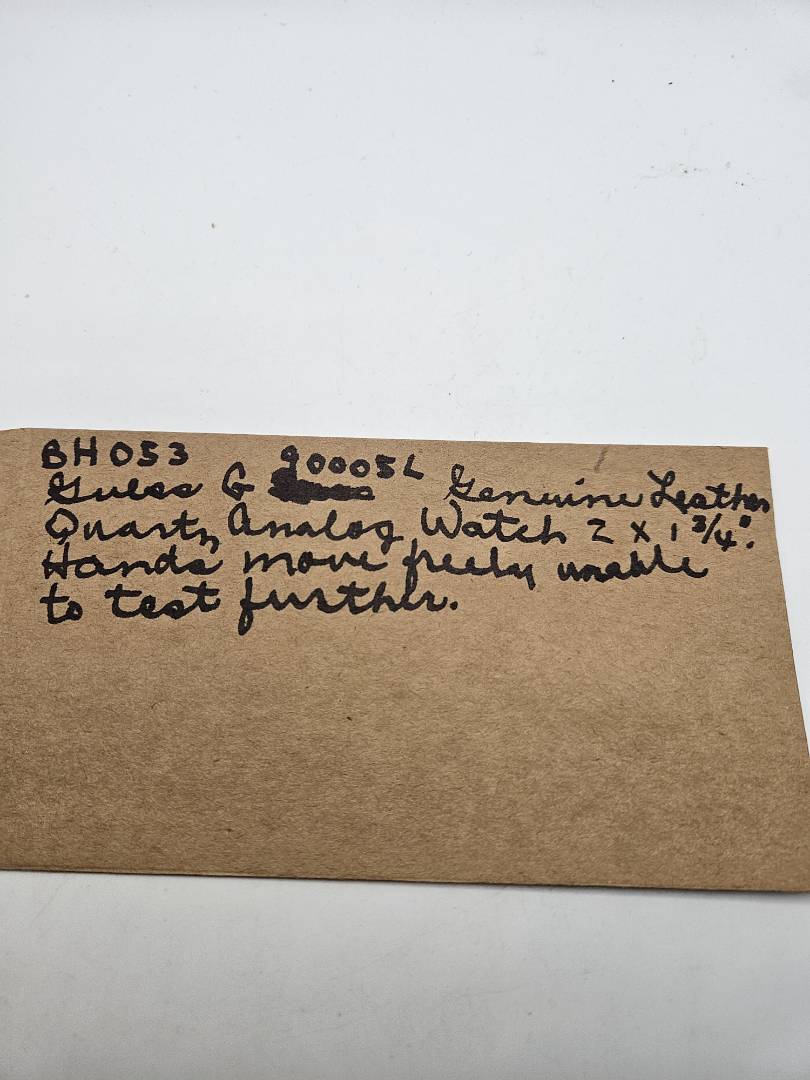 BH053 90005L
Guess G Genuine Leather
Quartz Analog Watch 2 x 1 3/4".
Hands move freely unable
to test further.